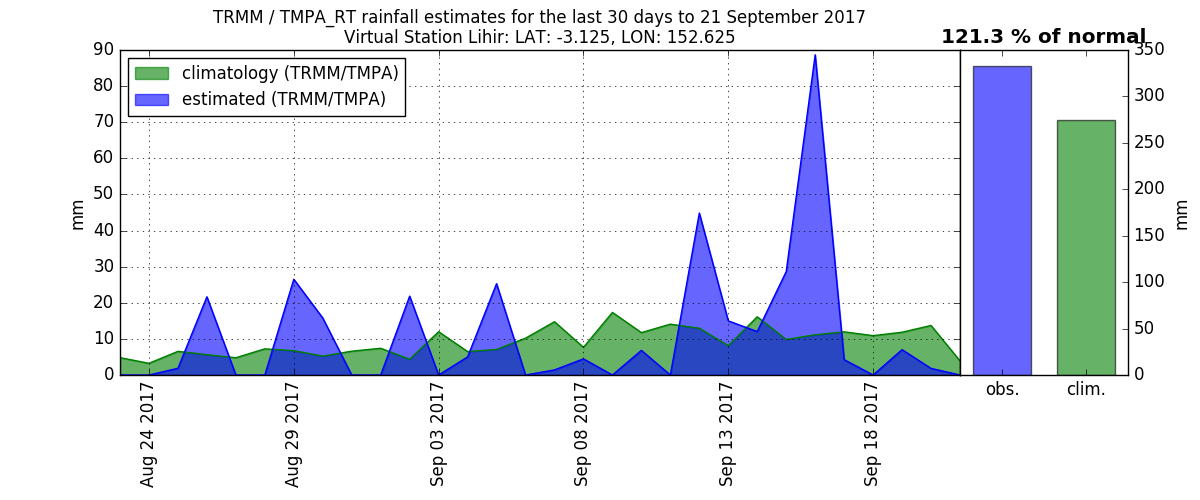 TRMM / TMPA_RT rainfall estimates for the last 30 days to 21 September 2017
Virtual Station Lihir: LAT: -3.125, LON: 152.625
121.3 % of normal
climatology (TRMM/TMPA)
estimated (TRMM/TMPA)
mm
90
80
70
60
50
40
30
20
10
0
Aug 24 2017
Aug 29 2017
Sep 03 2017
Sep 08 2017
Sep 13 2017
Sep 18 2017
350
300
250
200
150
100
50
0
mm
obs.
clim.